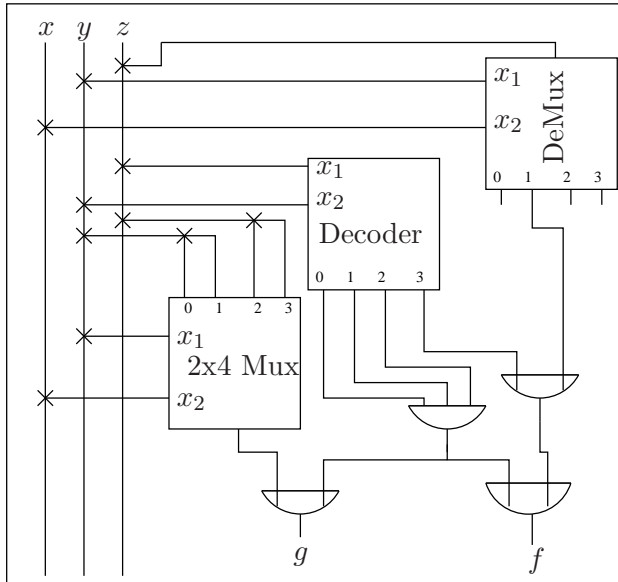 x y z
x₁
x₂
DeMux
0 1 2 3
x₁
x₂
Decoder
0 1 2 3
0 1 2 3
x₁
2x4 Mux
x₂
g
f